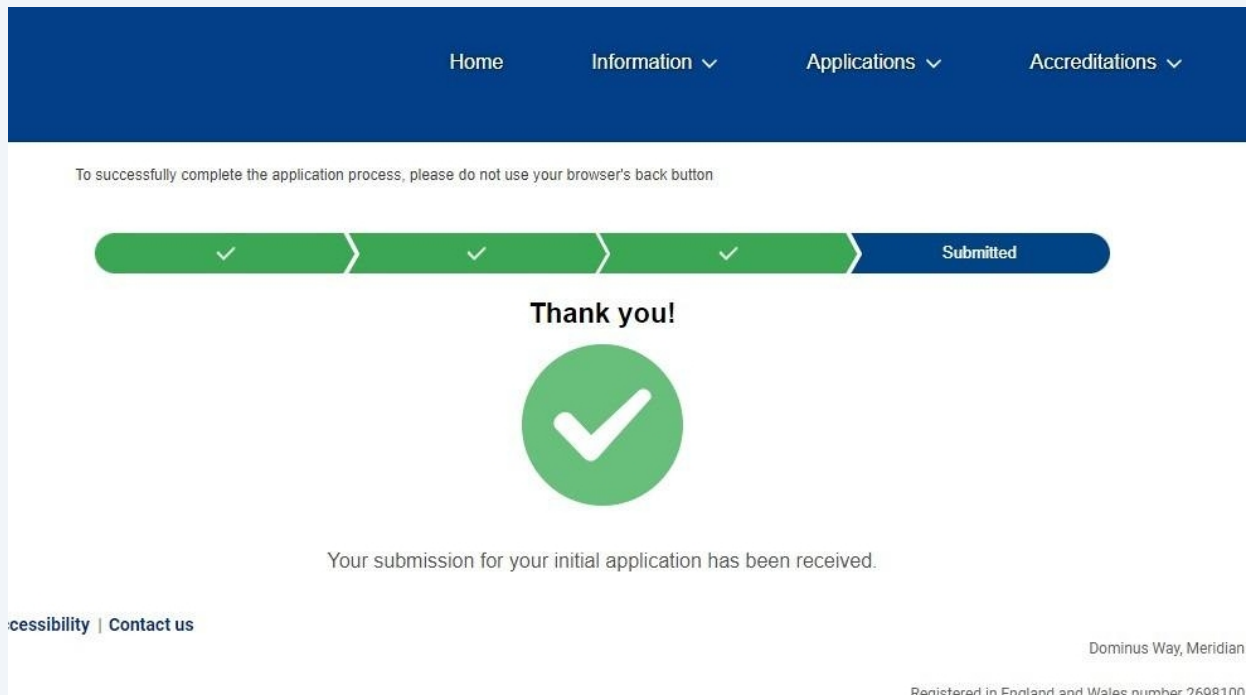 Home Information Applications Accreditations
To successfully complete the application process, please do not use your browser's back button
Submitted
Thank you!
Your submission for your initial application has been received.
ccessibility | Contact us
Dominus Way, Meridian
Registered in England and Wales number 2698100